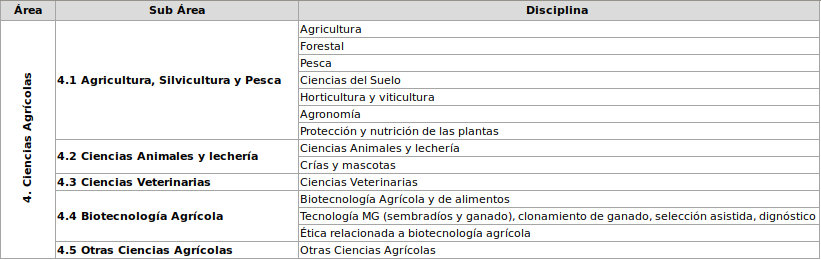 Área Sub Área Disciplina
4. Ciencias Agrícolas
4.1 Agricultura, Silvicultura y Pesca
Agricultura
Forestal
Pesca
Ciencias del Suelo
Horticultura y viticultura
Agronomía
Protección y nutrición de las plantas
4.2 Ciencias Animales y lechería
Ciencias Animales y lechería
Crías y mascotas
4.3 Ciencias Veterinarias
Ciencias Veterinarias
4.4 Biotecnología Agrícola
Biotecnología Agrícola y de alimentos
Tecnología MG (sembradíos y ganado), clonamiento de ganado, selección asistida, dignóstico
Ética relacionada a biotecnología agrícola
4.5 Otras Ciencias Agrícolas
Otras Ciencias Agrícolas